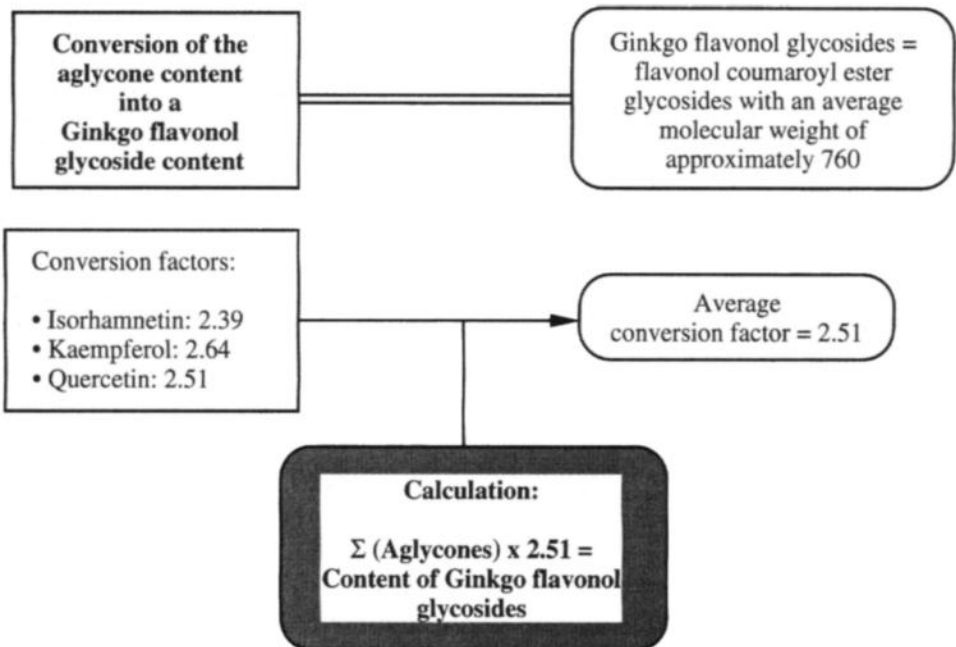 Conversion of the
aglycone content
into a
Ginkgo flavonol
glycoside content
Ginkgo flavonol glycosides =
flavonol coumaroyl ester
glycosides with an average
molecular weight of
approximately 760
Conversion factors:
• Isorhamnetin: 2.39
• Kaempferol: 2.64
• Quercetin: 2.51
Average
conversion factor = 2.51
Calculation:
Σ (Aglycones) x 2.51 =
Content of Ginkgo flavonol
glycosides